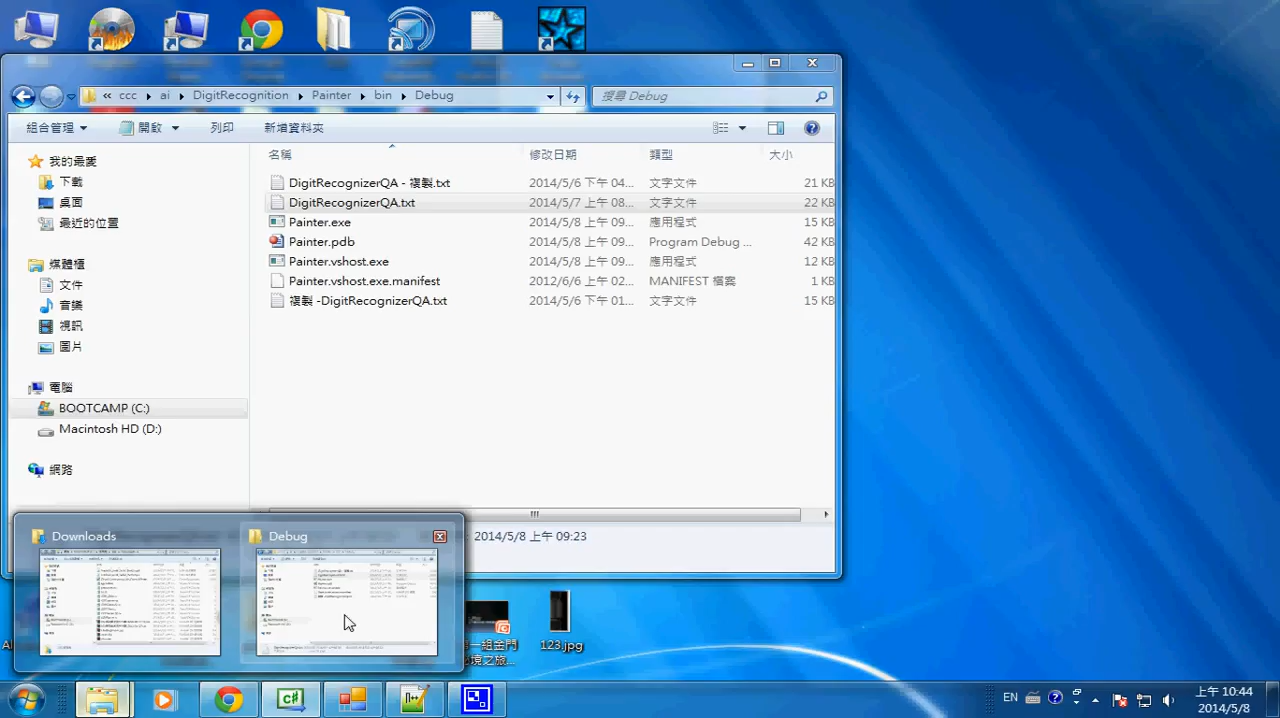 « ccc ▸ ai ▸ DigitRecognition ▸ Painter ▸ bin ▸ Debug
搜尋 Debug
組合管理 開啟 列印 新增資料夾
我的最愛
下載
桌面
最近的位置
媒體櫃
文件
音樂
視訊
圖片
電腦
BOOTCAMP (C:)
Macintosh HD (D:)
網路
名稱 修改日期 類型 大小
DigitRecognizerQA - 複製.txt 2014/5/6 下午 04... 文字文件 21 KB
DigitRecognizerQA.txt 2014/5/7 下午 08... 文字文件 22 KB
Painter.exe 2014/5/8 上午 09... 應用程式 15 KB
Painter.pdb 2014/5/8 上午 09... Program Debug ... 42 KB
Painter.vshost.exe 2014/5/8 上午 09... 應用程式 12 KB
Painter.vshost.exe.manifest 2012/6/6 上午 02... MANIFEST 檔案 1 KB
複製 -DigitRecognizerQA.txt 2014/5/6 下午 01... 文字文件 15 KB
2014/5/8 上午 09:23
Downloads
Debug
123.jpg
EN
上午 10:44
2014/5/8